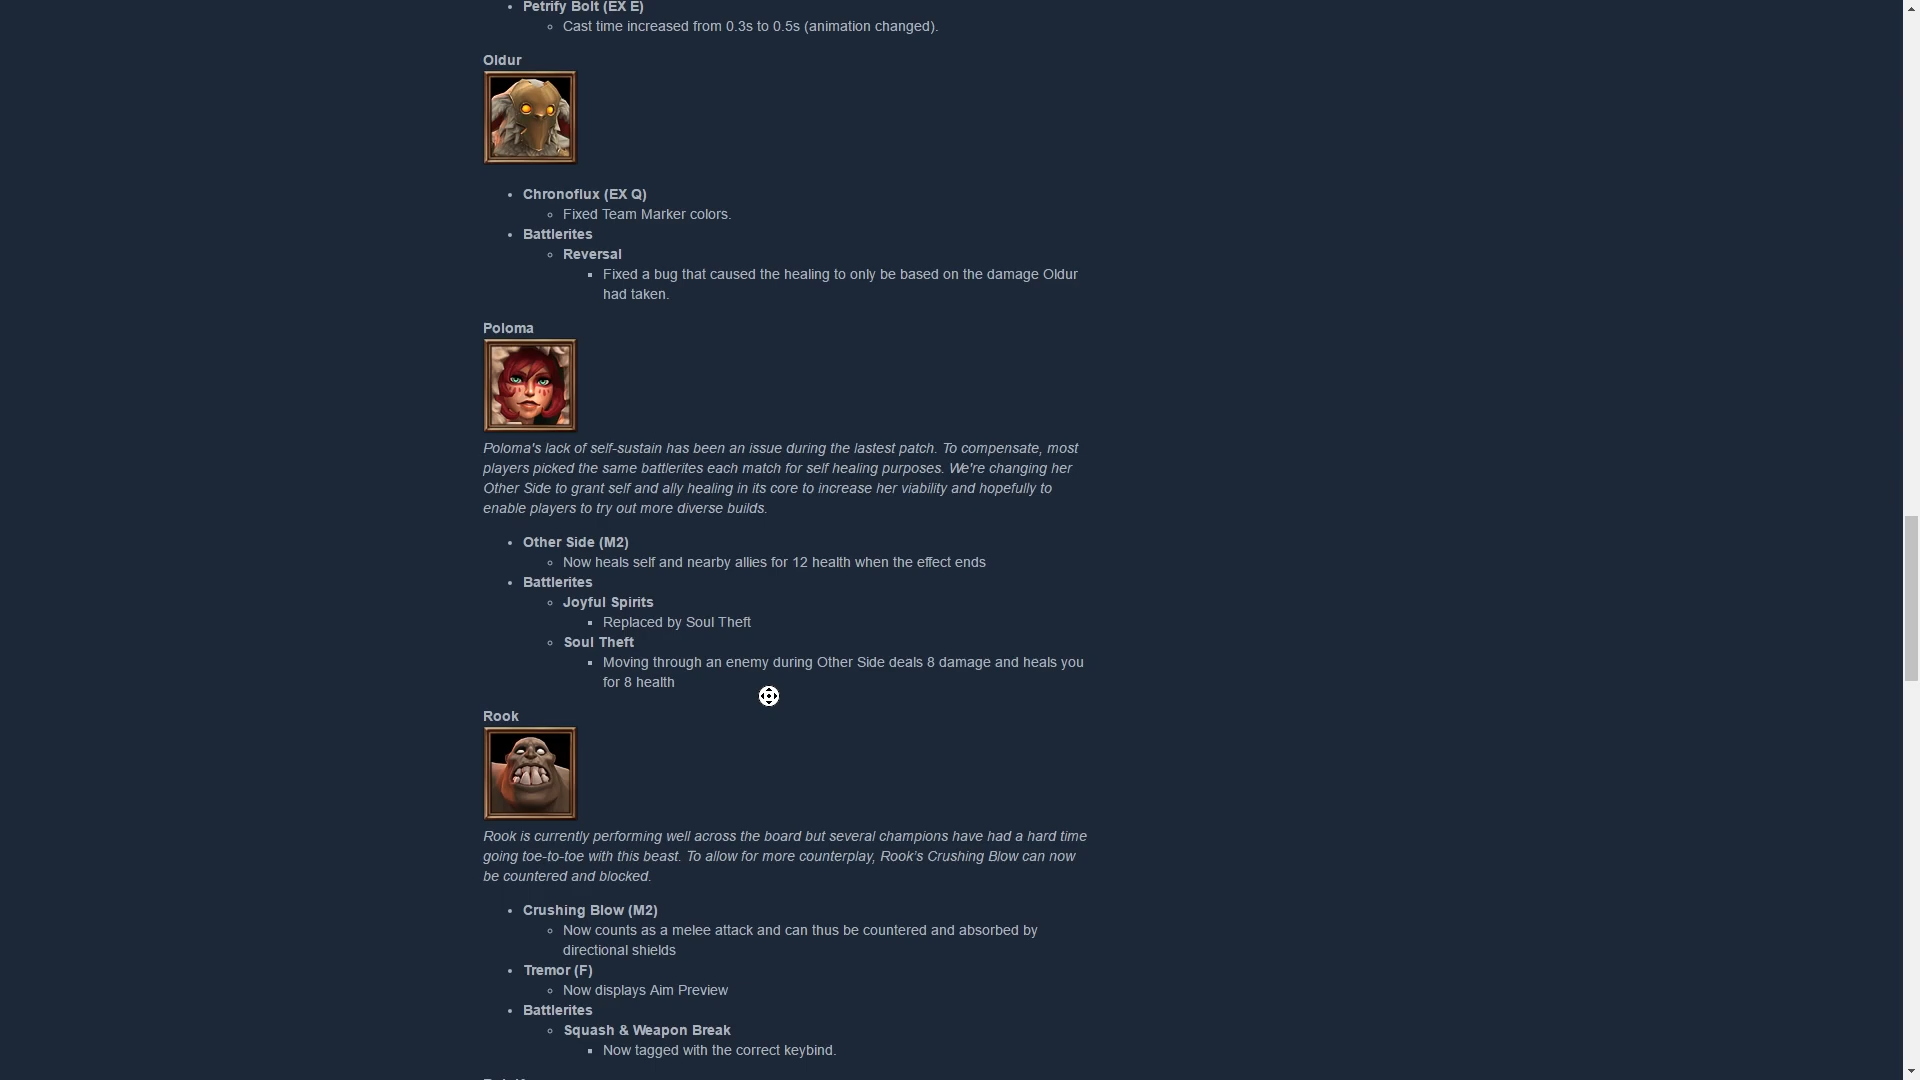 Petrify Bolt (EX E)
Cast time increased from 0.3s to 0.5s (animation changed).
Oldur
Chronoflux (EX Q)
Fixed Team Marker colors.
Battlerites
Reversal
Fixed a bug that caused the healing to only be based on the damage Oldur
had taken.
Poloma
Poloma's lack of self-sustain has been an issue during the lastest patch. To compensate, most
players picked the same battlerites each match for self healing purposes. We're changing her
Other Side to grant self and ally healing in its core to increase her viability and hopefully to
enable players to try out more diverse builds.
Other Side (M2)
Now heals self and nearby allies for 12 health when the effect ends
Battlerites
Joyful Spirits
Replaced by Soul Theft
Soul Theft
Moving through an enemy during Other Side deals 8 damage and heals you
for 8 health
Rook
Rook is currently performing well across the board but several champions have had a hard time
going toe-to-toe with this beast. To allow for more counterplay, Rook's Crushing Blow can now
be countered and blocked.
Crushing Blow (M2)
Now counts as a melee attack and can thus be countered and absorbed by
directional shields
Tremor (F)
Now displays Aim Preview
Battlerites
Squash & Weapon Break
Now tagged with the correct keybind.